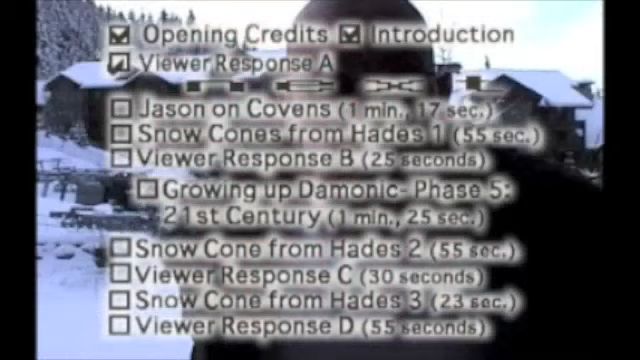 Opening Credits Introduction
Viewer Response A
Jason on Covens (1 min., 17 sec.)
Snow Cones from Hades 1 (55 sec.)
Viewer Response B (25 seconds)
Growing up Damonic- Phase 5:
21st Century (1 min., 25 sec.)
Snow Cone from Hades 2 (55 sec.)
Viewer Response C (30 seconds)
Snow Cone from Hades 3 (23 sec.)
Viewer Response D (55 seconds)